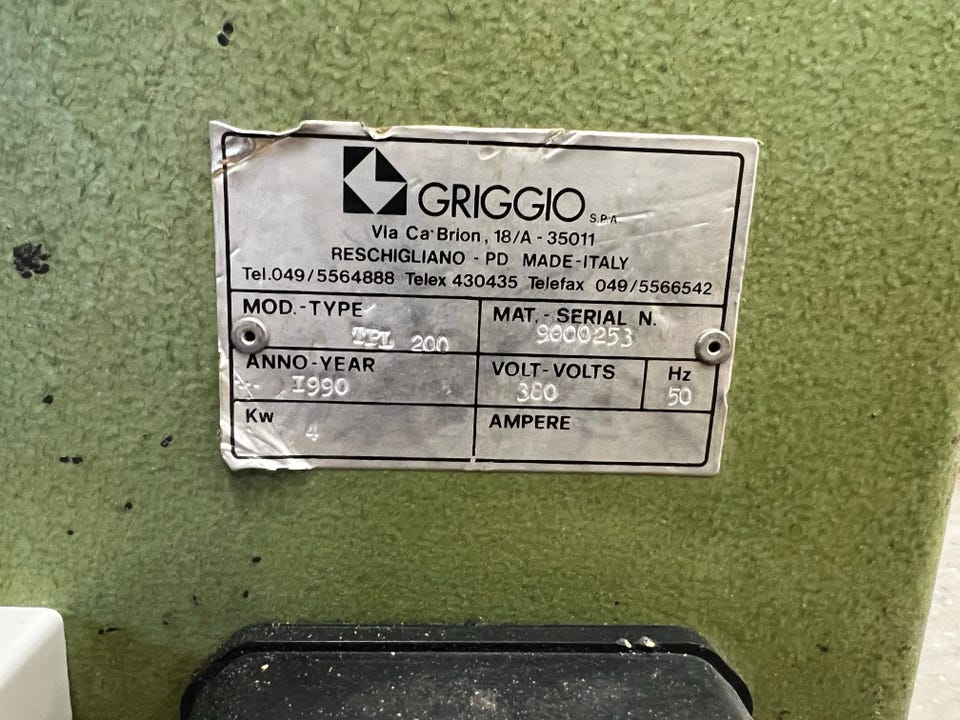 GRIGGIO S.P.A
Via Ca' Brion, 18/A - 35011
RESCHIGLIANO - PD MADE-ITALY
Tel.049/5564888 Telex 430435 Telefax 049/5566542
MOD.-TYPE
TPL 200
MAT.- SERIAL N.
9000253
ANNO-YEAR
I990
VOLT-VOLTS
380
Hz
50
Kw
4
AMPERE